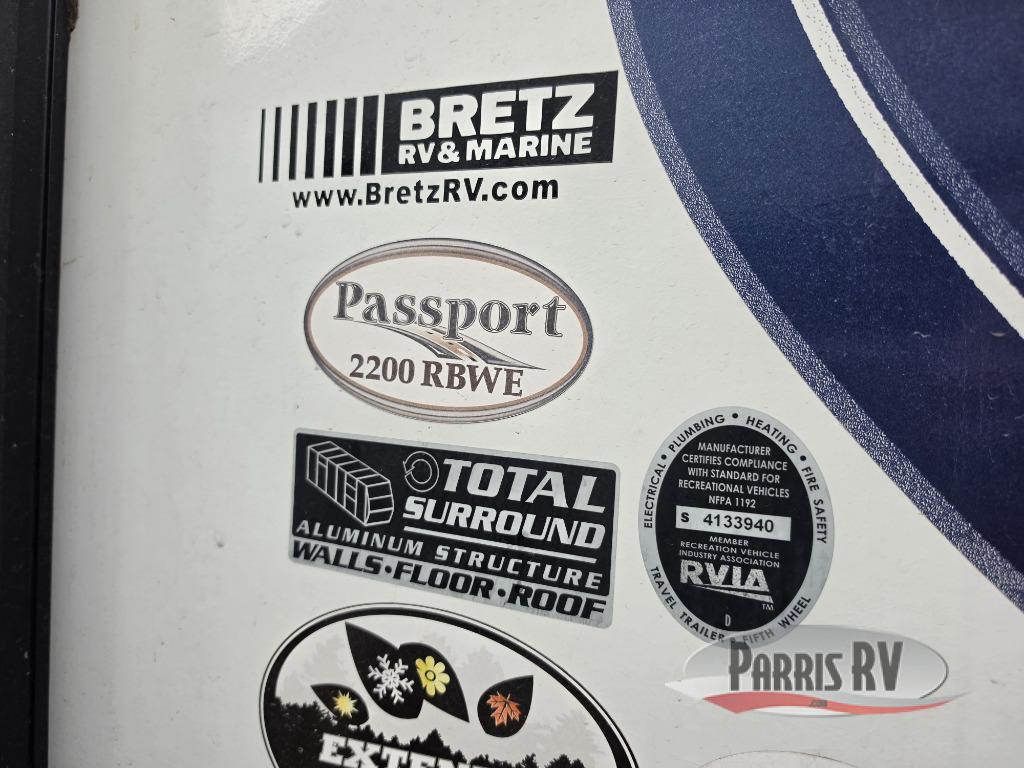 BRETZ
RV & MARINE
www.BretzRV.com
Passport
2200 RBWE
TOTAL
SURROUND
ALUMINUM STRUCTURE
WALLS • FLOOR • ROOF
ELECTRICAL • PLUMBING • HEATING • FIRE SAFETY
MANUFACTURER
CERTIFIES COMPLIANCE
WITH STANDARD FOR
RECREATIONAL VEHICLES
NFPA 1192
S 4133940
MEMBER
RECREATION VEHICLE
INDUSTRY ASSOCIATION
RVIA
TM
D
TRAVEL TRAILER & FIFTH WHEEL
PARRIS RV
.com